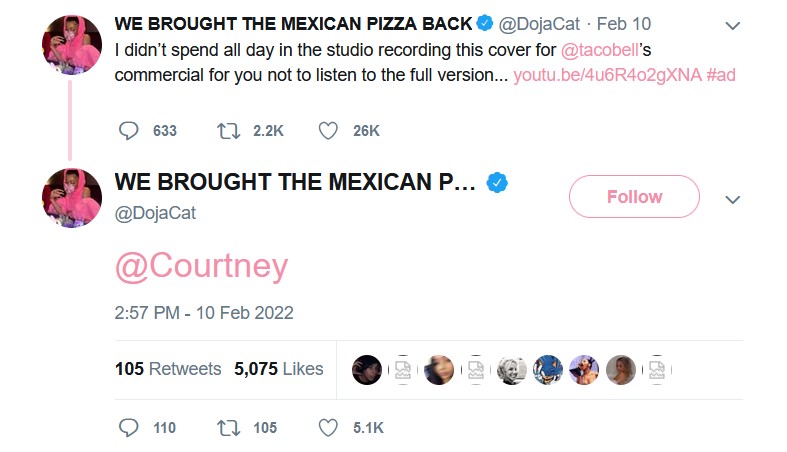 WE BROUGHT THE MEXICAN PIZZA BACK @DojaCat · Feb 10
I didn’t spend all day in the studio recording this cover for @tacobell’s
commercial for you not to listen to the full version... youtu.be/4u6R4o2gXNA #ad
633 2.2K 26K
WE BROUGHT THE MEXICAN P...
@DojaCat
Follow
@Courtney
2:57 PM - 10 Feb 2022
105 Retweets 5,075 Likes
110 105 5.1K